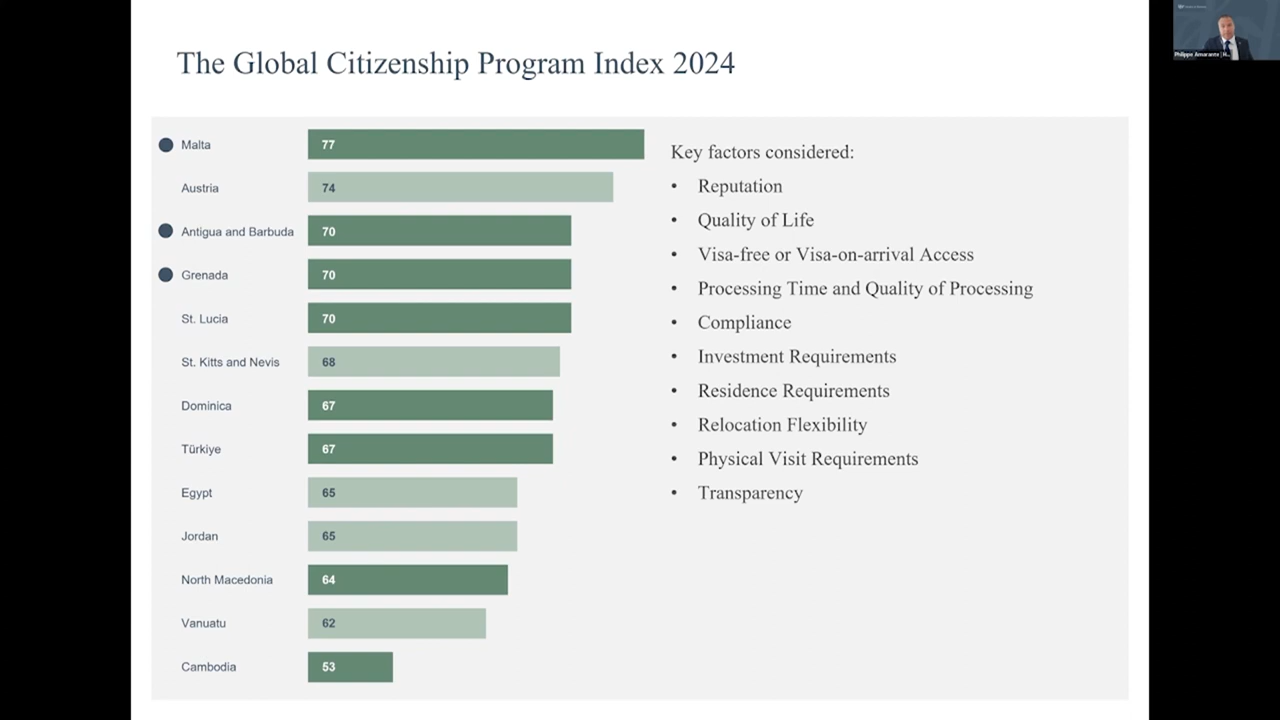 The Global Citizenship Program Index 2024
Malta 77
Austria 74
Antigua and Barbuda 70
Grenada 70
St. Lucia 70
St. Kitts and Nevis 68
Dominica 67
Türkiye 67
Egypt 65
Jordan 65
North Macedonia 64
Vanuatu 62
Cambodia 53
Key factors considered:
• Reputation
• Quality of Life
• Visa-free or Visa-on-arrival Access
• Processing Time and Quality of Processing
• Compliance
• Investment Requirements
• Residence Requirements
• Relocation Flexibility
• Physical Visit Requirements
• Transparency
Philippe Amarante | H...